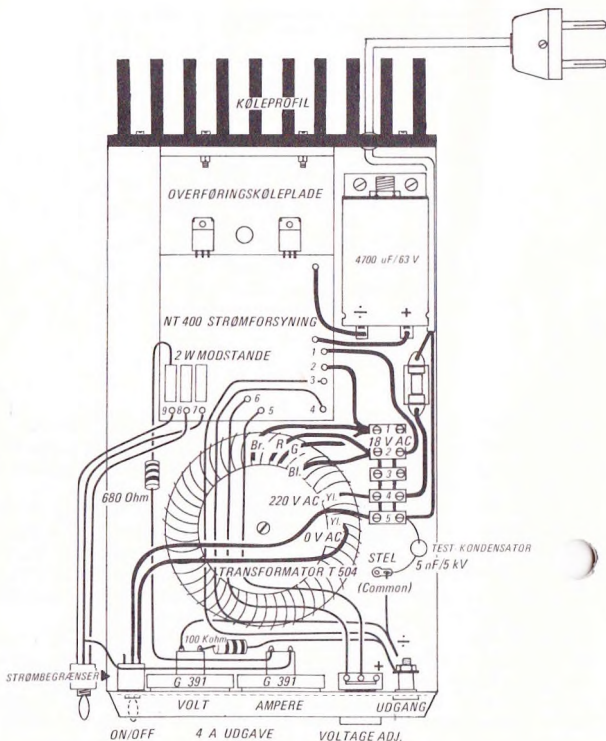 KØLEPROFIL
OVERFØRINGSKØLEPLADE
4700 uF/63 V
÷ +
NT 400 STRØMFORSYNING
2 W MODSTANDE
1
2
3
4
5
6
9 8 7
680 Ohm
Br. R G Bl.
1
18 V AC
2
3
4
5
220 V AC Yl.
Yl.
0 V AC
TRANSFORMATOR T 504
STEL
(Common)
TEST-KONDENSATOR
5 nF/5 kV
100 Kohm
÷
+
STRØMBEGRÆNSER
G 391 G 391
VOLT AMPERE UDGANG
ON/OFF 4 A UDGAVE VOLTAGE ADJ.